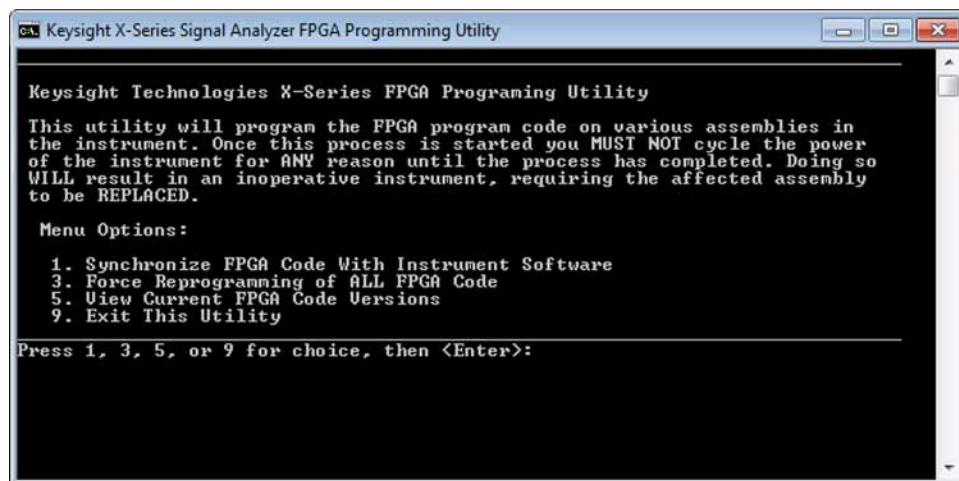 Keysight X-Series Signal Analyzer FPGA Programming Utility
Keysight Technologies X-Series FPGA Programing Utility
This utility will program the FPGA program code on various assemblies in
the instrument. Once this process is started you MUST NOT cycle the power
of the instrument for ANY reason until the process has completed. Doing so
WILL result in an inoperative instrument, requiring the affected assembly
to be REPLACED.
Menu Options:
1. Synchronize FPGA Code With Instrument Software
3. Force Reprogramming of ALL FPGA Code
5. View Current FPGA Code Versions
9. Exit This Utility
Press 1, 3, 5, or 9 for choice, then <Enter>: